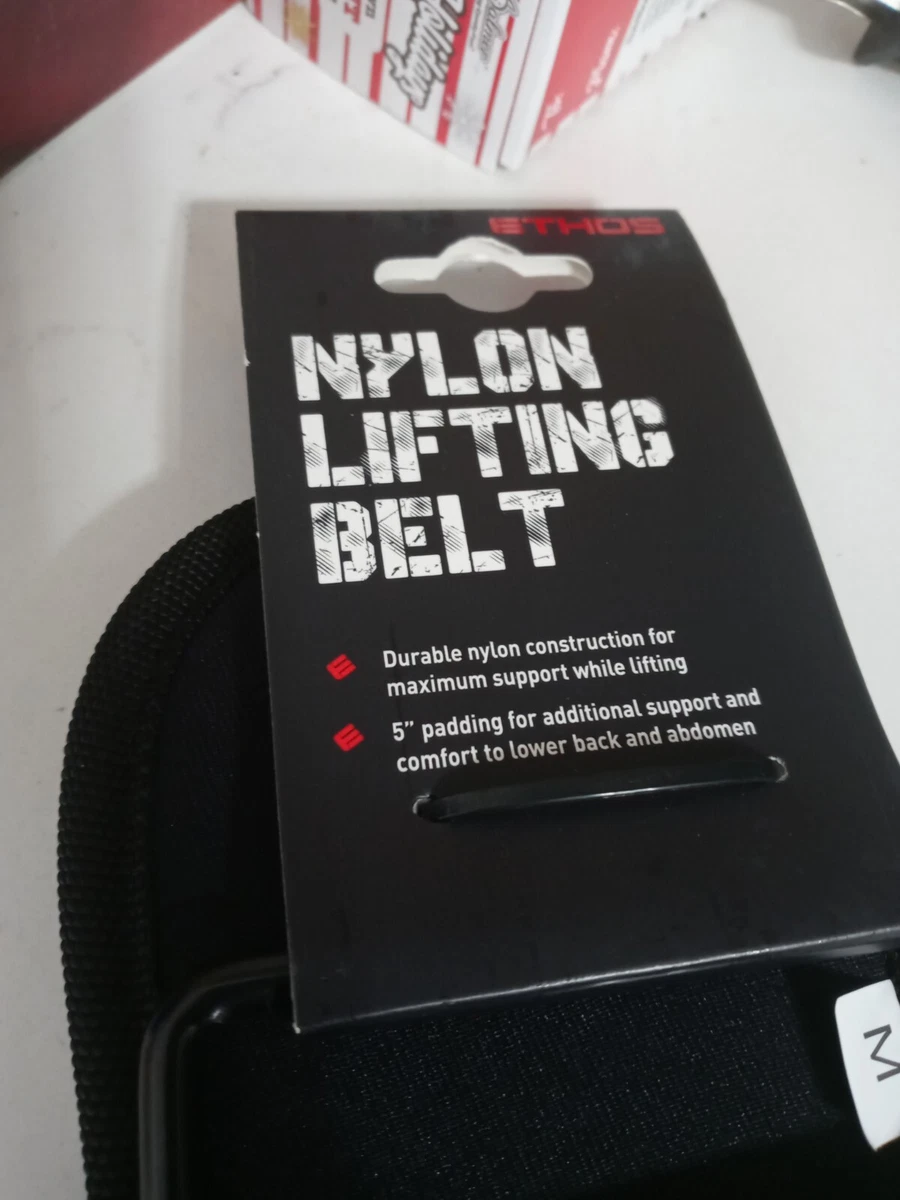 Holidays
ETHOS
NYLON
LIFTING
BELT
Durable nylon construction for
maximum support while lifting
5” padding for additional support and
comfort to lower back and abdomen
M